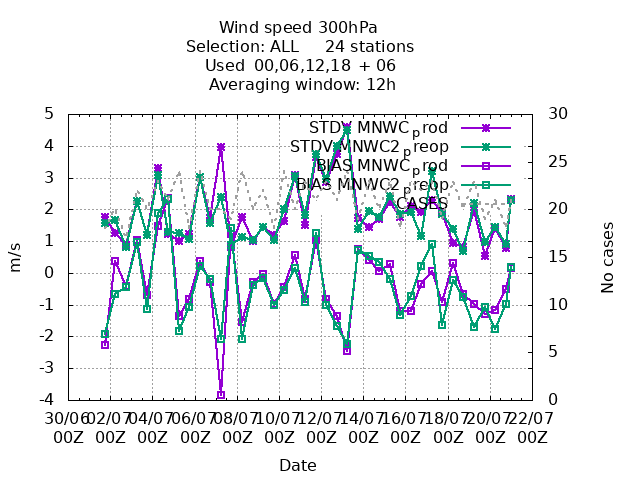 Wind speed 300hPa
Selection: ALL 24 stations
Used 00,06,12,18 + 06
Averaging window: 12h
5
4
3
2
1
0
-1
-2
-3
-4
m/s
30
25
20
15
10
5
0
No cases
STDV MNWC_prod
STDV MNWC2_preop
BIAS MNWC_prod
BIAS MNWC2_preop
CASES
30/06 02/07 04/07 06/07 08/07 10/07 12/07 14/07 16/07 18/07 20/07 22/07
00Z 00Z 00Z 00Z 00Z 00Z 00Z 00Z 00Z 00Z 00Z 00Z
Date